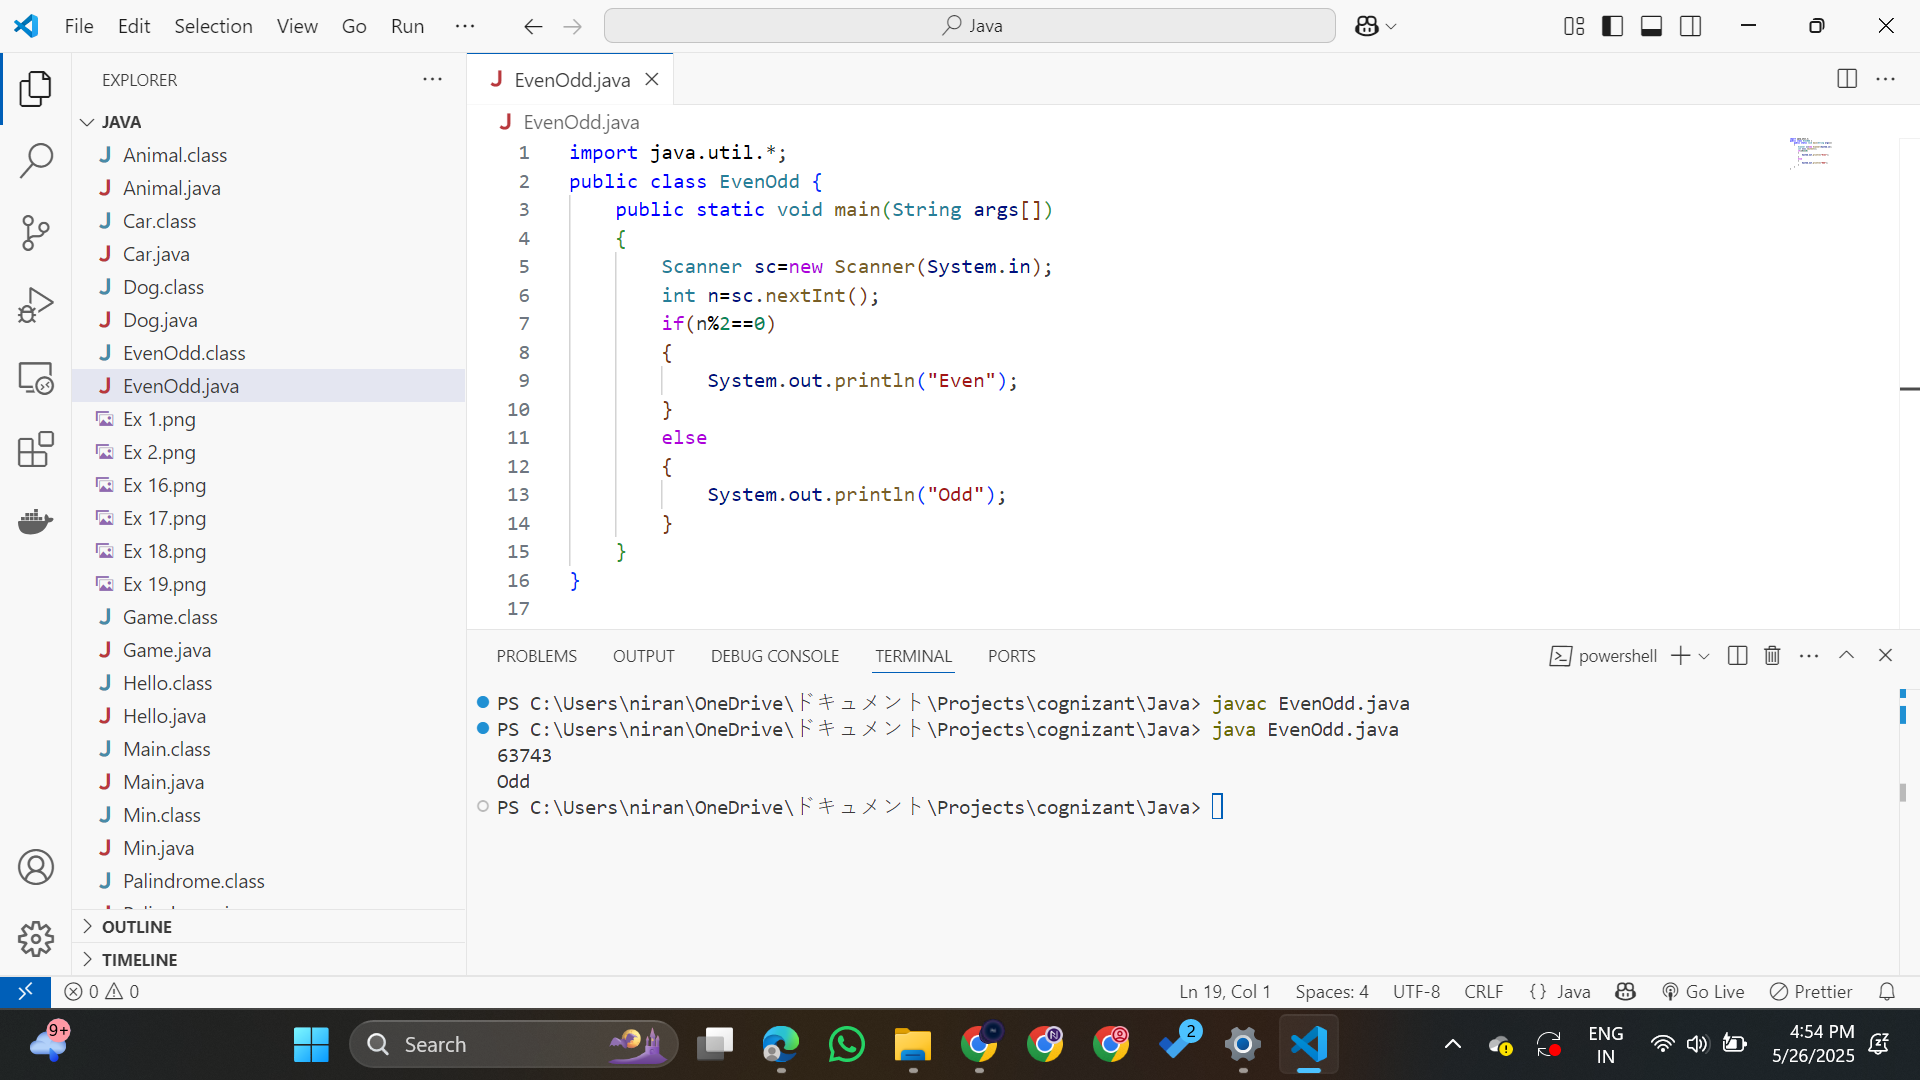 File Edit Selection View Go Run ··· Java
EXPLORER ···
JAVA
Animal.class
Animal.java
Car.class
Car.java
Dog.class
Dog.java
EvenOdd.class
EvenOdd.java
Ex 1.png
Ex 2.png
Ex 16.png
Ex 17.png
Ex 18.png
Ex 19.png
Game.class
Game.java
Hello.class
Hello.java
Main.class
Main.java
Min.class
Min.java
Palindrome.class
OUTLINE
TIMELINE
J EvenOdd.java
J EvenOdd.java
1 import java.util.*;
2 public class EvenOdd {
3 public static void main(String args[])
4 {
5 Scanner sc=new Scanner(System.in);
6 int n=sc.nextInt();
7 if(n%2==0)
8 {
9 System.out.println("Even");
10 }
11 else
12 {
13 System.out.println("Odd");
14 }
15 }
16 }
17
PROBLEMS OUTPUT DEBUG CONSOLE TERMINAL PORTS powershell
PS C:\Users\niran\OneDrive\ドキュメント\Projects\cognizant\Java> javac EvenOdd.java
PS C:\Users\niran\OneDrive\ドキュメント\Projects\cognizant\Java> java EvenOdd.java
63743
Odd
PS C:\Users\niran\OneDrive\ドキュメント\Projects\cognizant\Java>
0 0 Ln 19, Col 1 Spaces: 4 UTF-8 CRLF {} Java Go Live Prettier
9+ Search 2
ENG
IN
4:54 PM
5/26/2025